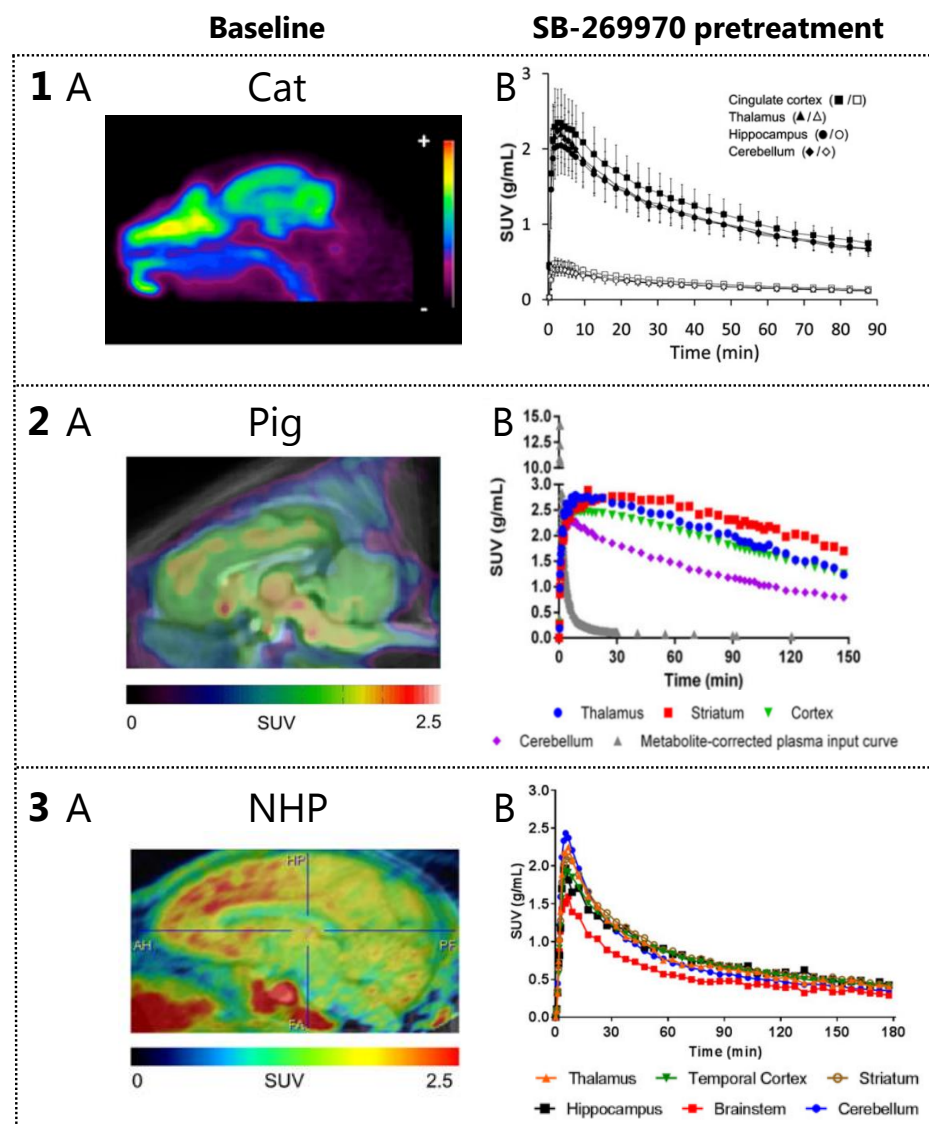 Baseline SB-269970 pretreatment
1 A Cat B
+
-
3
2
1
0
SUV (g/mL)
Cingulate cortex (■/□)
Thalamus (▲/△)
Hippocampus (●/○)
Cerebellum (◆/◇)
0 10 20 30 40 50 60 70 80 90
Time (min)
2 A Pig B
0 2.5
SUV
15.0
12.5
10.0
3.0
2.5
2.0
1.5
1.0
0.5
0.0
SUV (g/mL)
0 30 60 90 120 150
Time (min)
Thalamus Striatum Cortex
Cerebellum Metabolite-corrected plasma input curve
3 A NHP B
HP
AH PF
FA
0 SUV 2.5
3.0
2.5
2.0
1.5
1.0
0.5
0.0
SUV (g/mL)
0 30 60 90 120 150 180
Time (min)
Thalamus Temporal Cortex Striatum
Hippocampus Brainstem Cerebellum